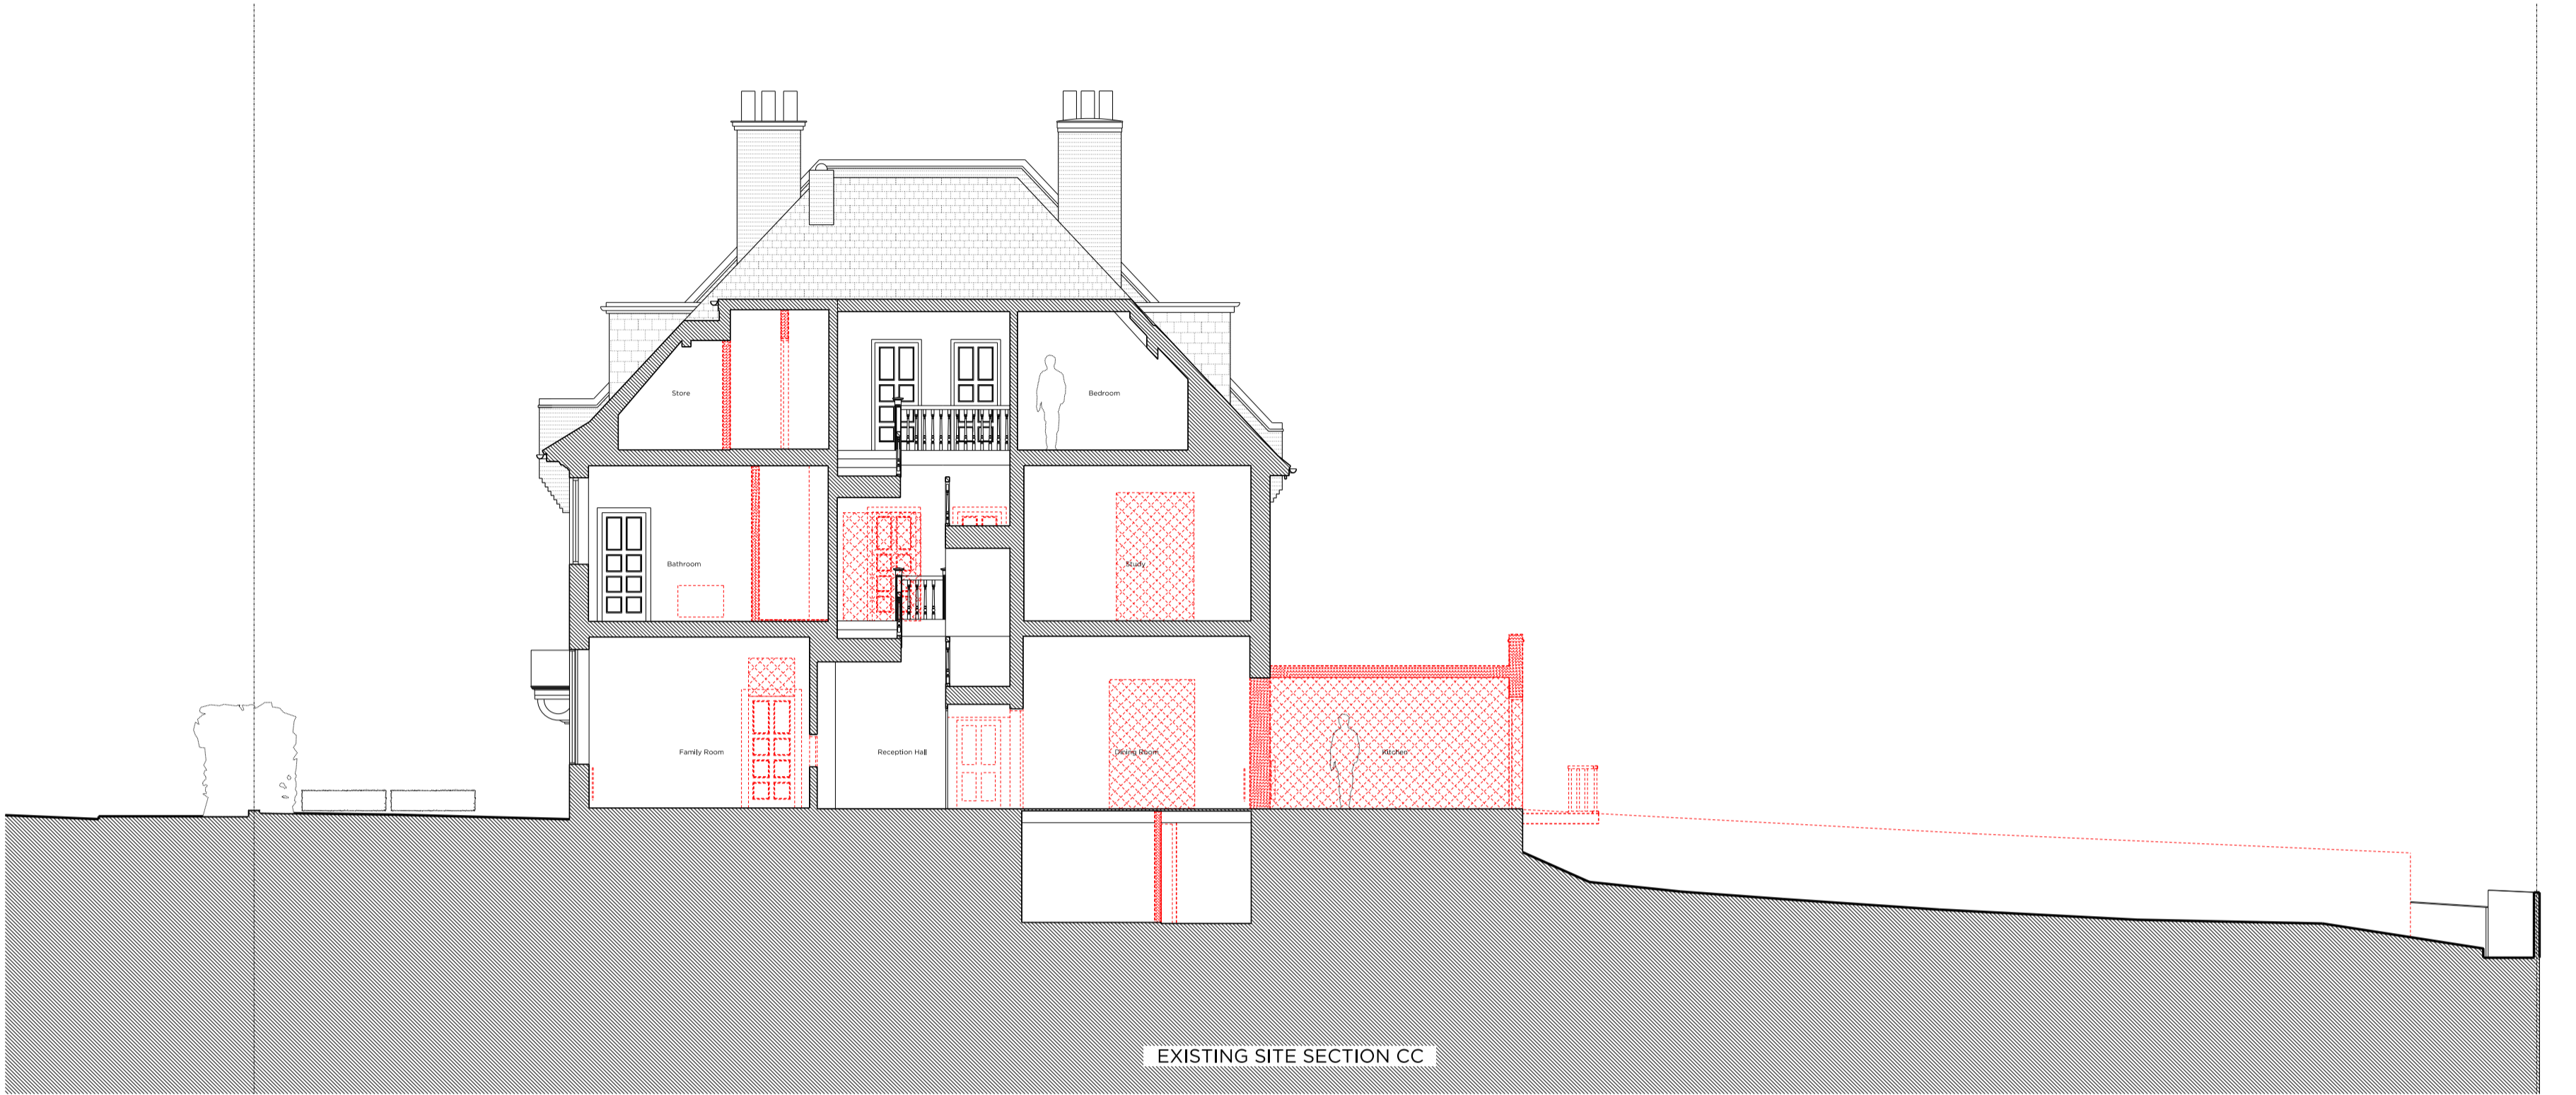 Store
Bedroom
Bathroom
Study
Family Room
Reception Hall
Dining Room
Kitchen
EXISTING SITE SECTION CC